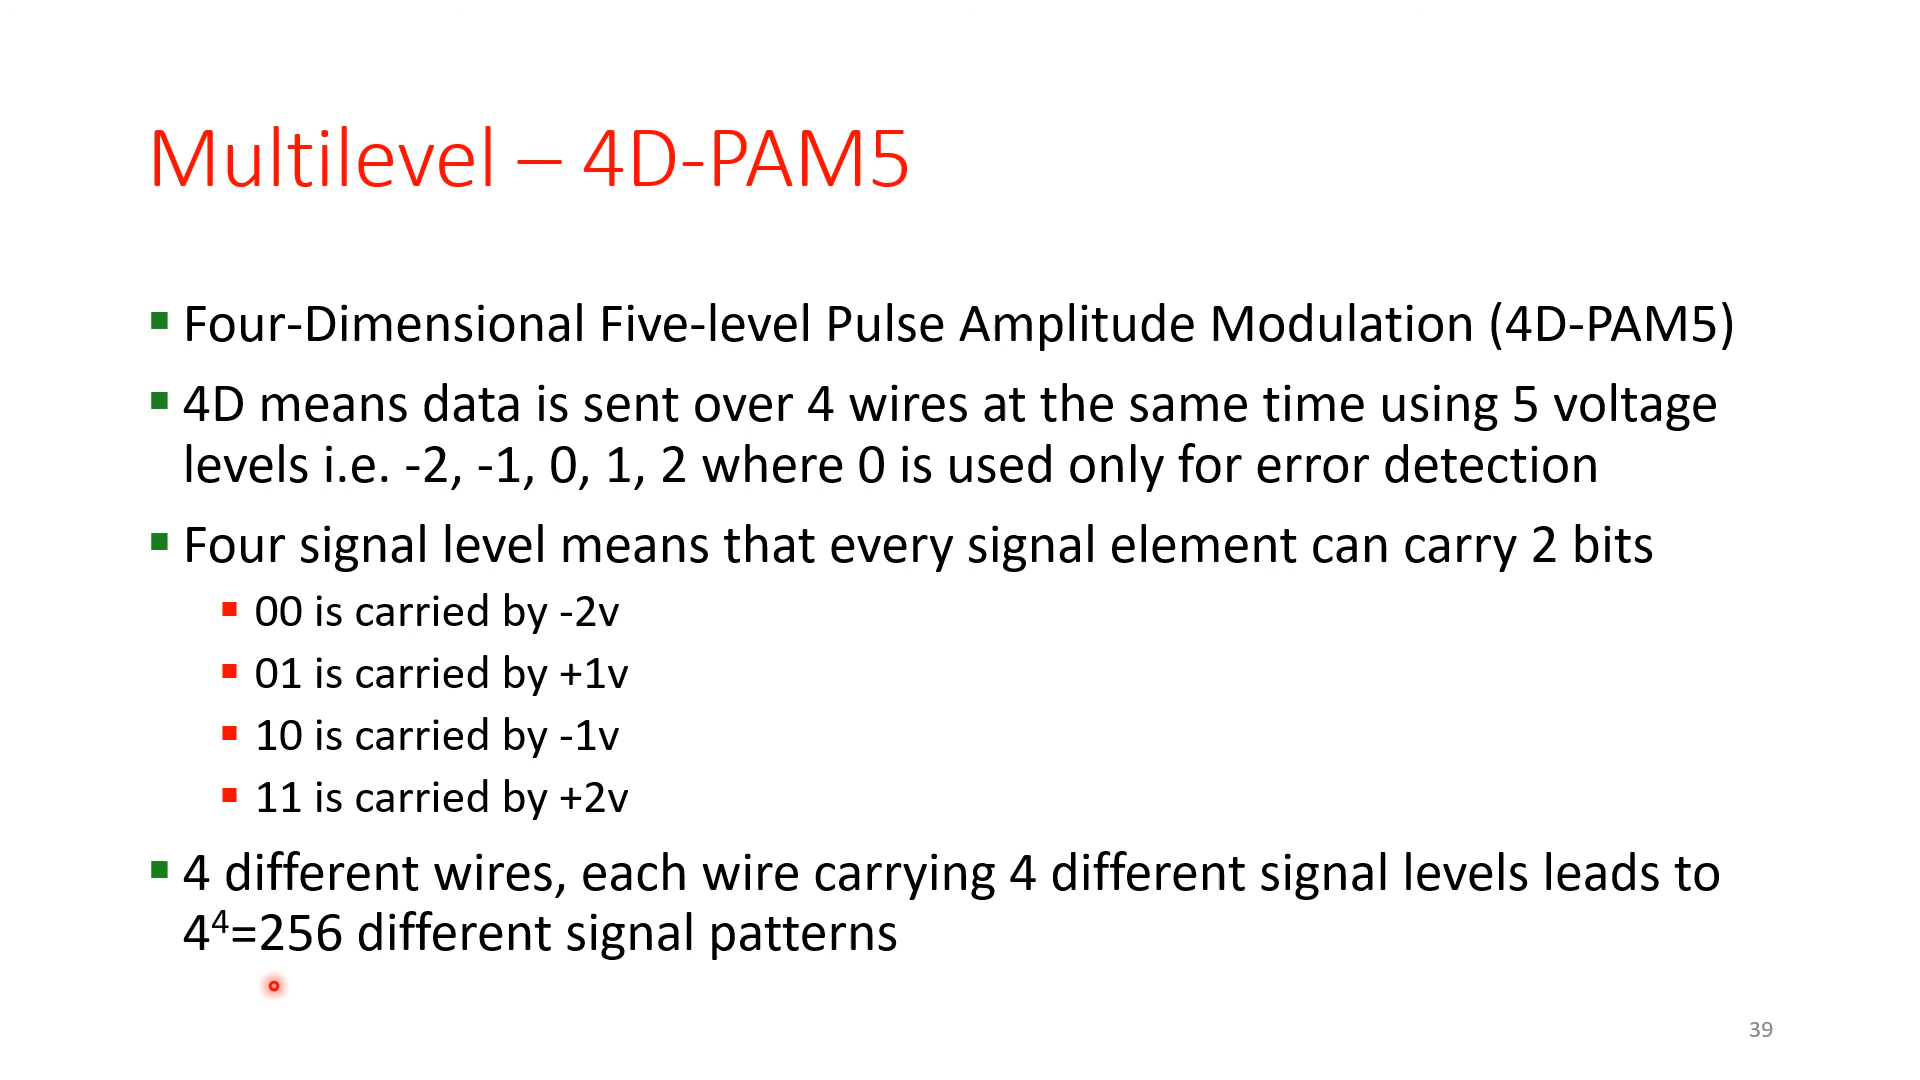 Multilevel – 4D-PAM5
Four-Dimensional Five-level Pulse Amplitude Modulation (4D-PAM5)
4D means data is sent over 4 wires at the same time using 5 voltage
levels i.e. -2, -1, 0, 1, 2 where 0 is used only for error detection
Four signal level means that every signal element can carry 2 bits
00 is carried by -2v
01 is carried by +1v
10 is carried by -1v
11 is carried by +2v
4 different wires, each wire carrying 4 different signal levels leads to
4⁴=256 different signal patterns
39